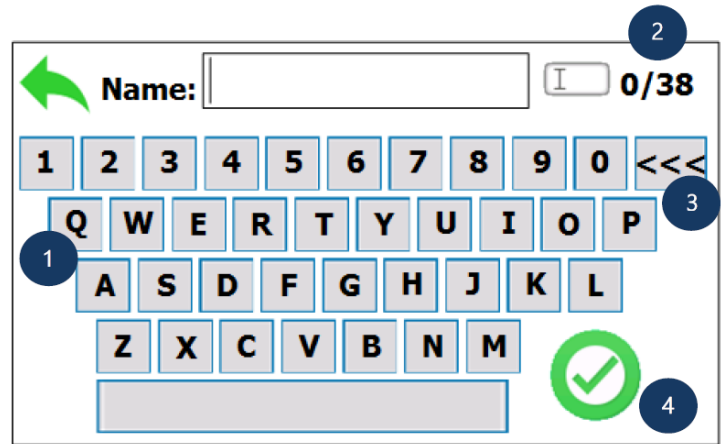 2
Name: 0/38
1 2 3 4 5 6 7 8 9 0 <<<
3
Q W E R T Y U I O P
1
A S D F G H J K L
Z X C V B N M
4